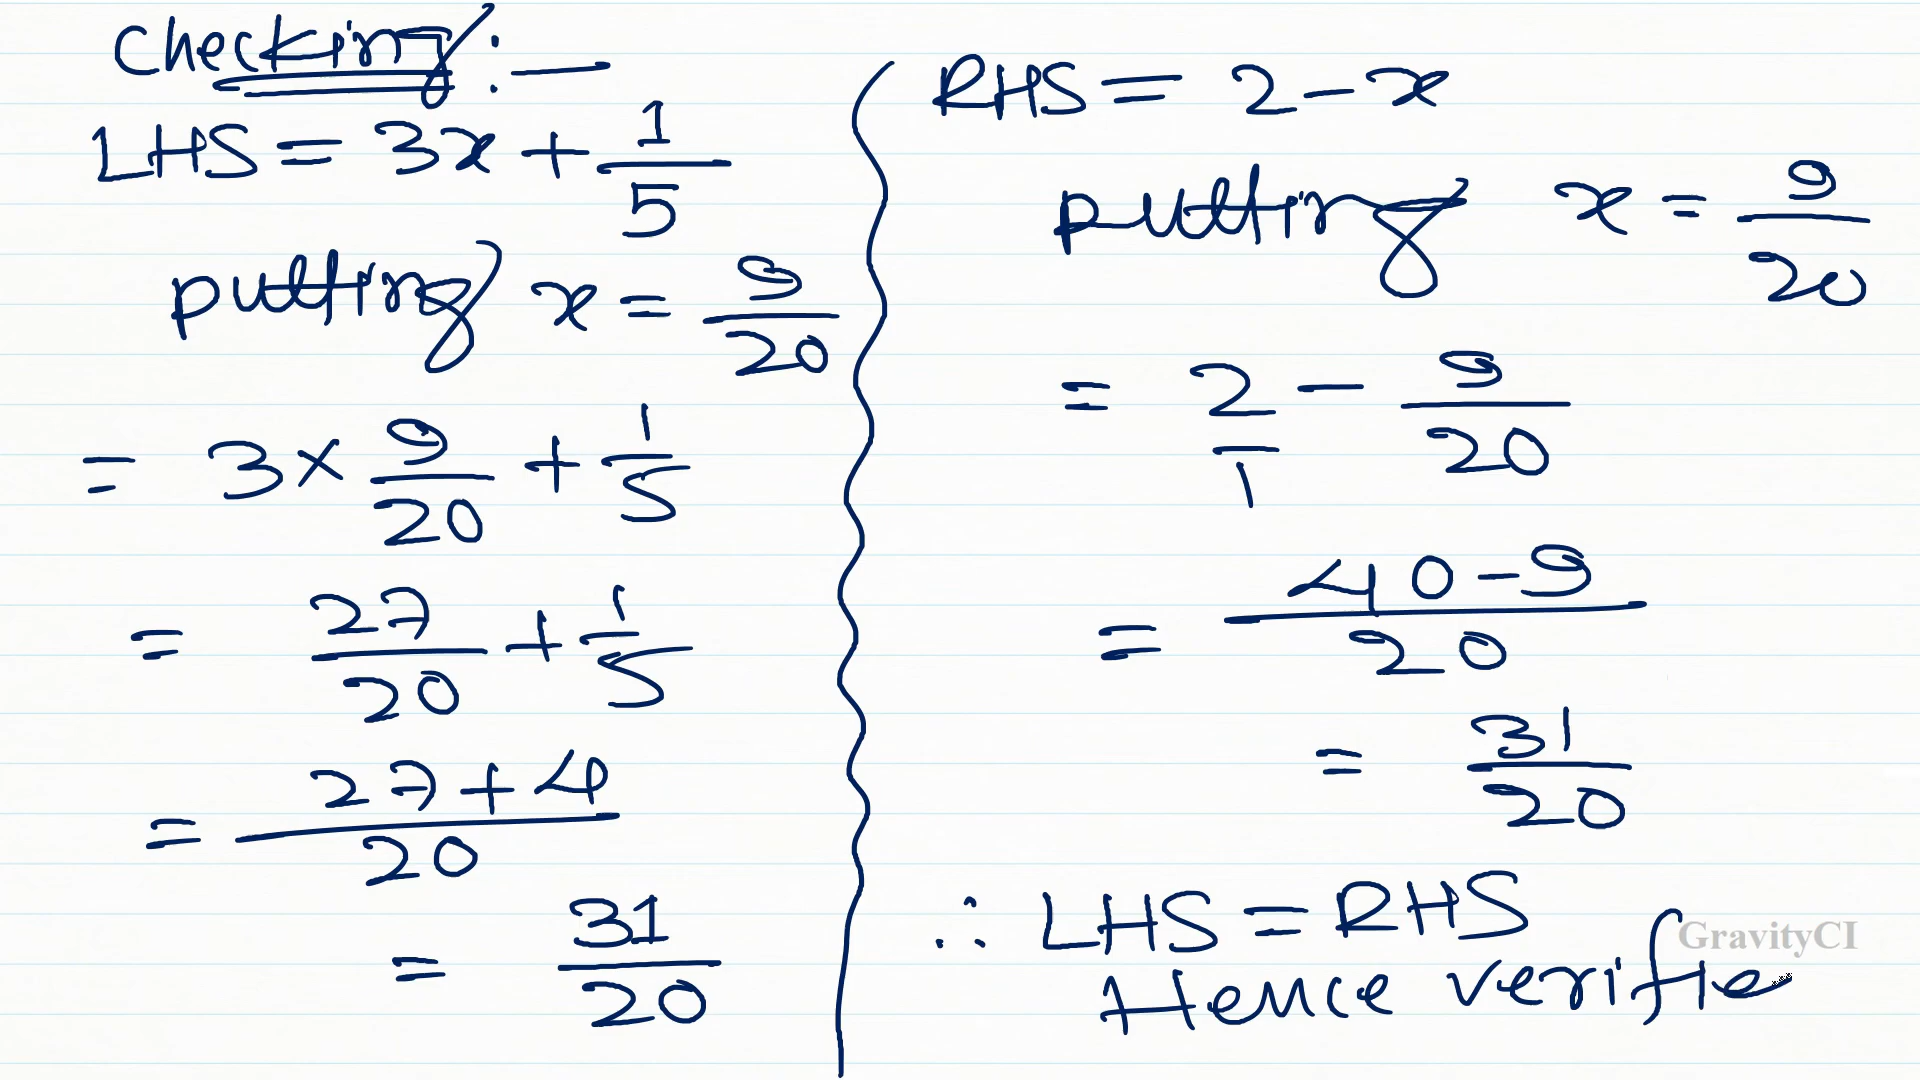 Checking :-
LHS = 3x + 1/5
putting x = 9/20
= 3 × 9/20 + 1/5
= 27/20 + 1/5
= 27+4/20
= 31/20
RHS = 2 - x
putting x = 9/20
= 2/1 - 9/20
= 40-9/20
= 31/20
∴ LHS = RHS
Hence verifie
GravityCI